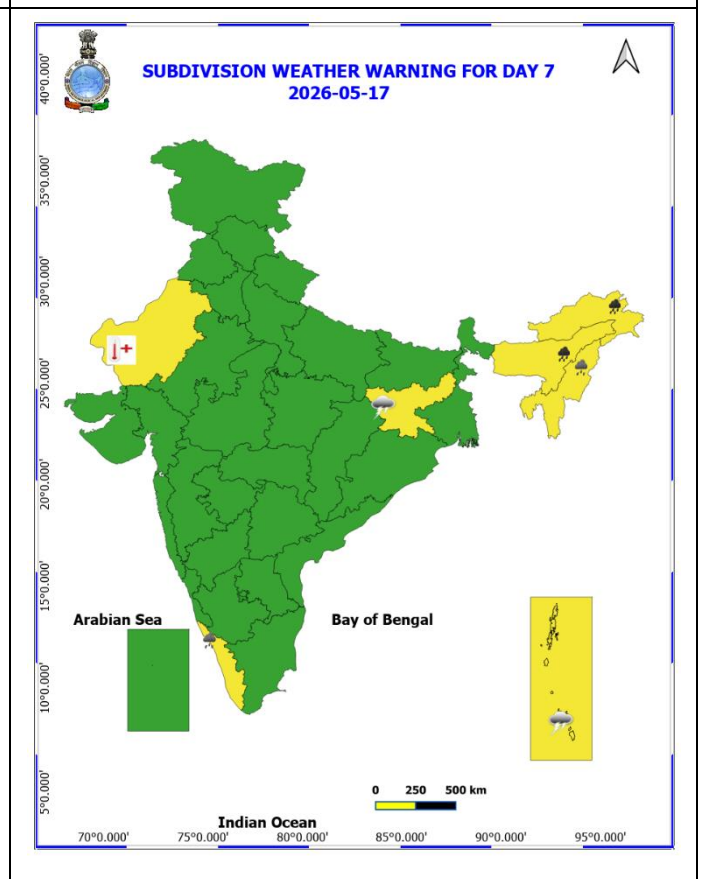 SUBDIVISION WEATHER WARNING FOR DAY 7
2026-05-17
40°0.000'
35°0.000'
30°0.000'
25°0.000'
20°0.000'
15°0.000'
10°0.000'
5°0.000'
Arabian Sea
Bay of Bengal
0 250 500 km
Indian Ocean
70°0.000' 75°0.000' 80°0.000' 85°0.000' 90°0.000' 95°0.000'